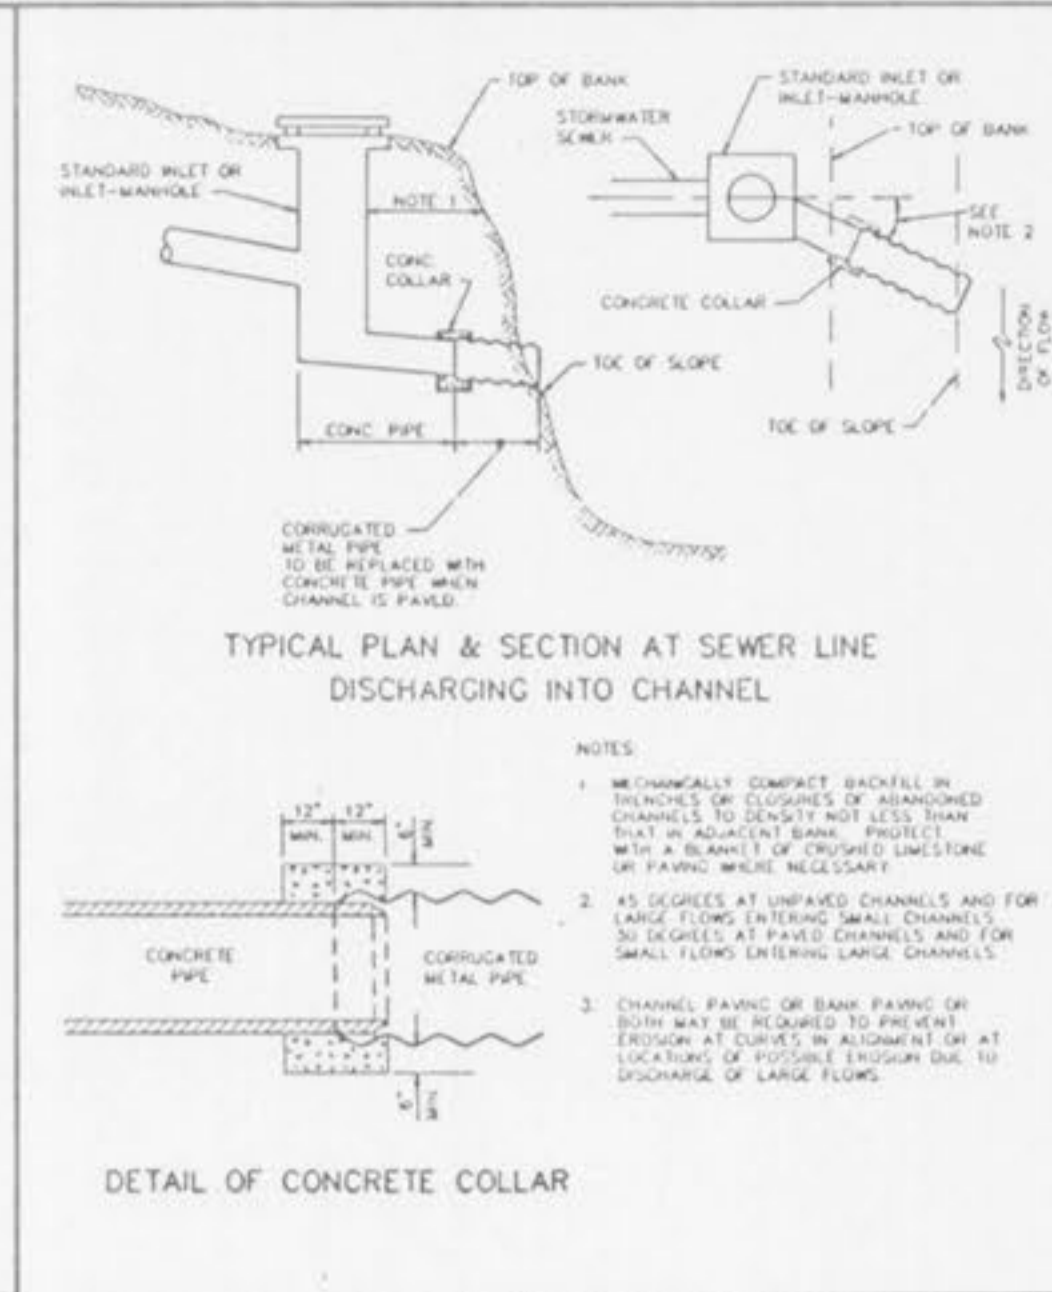 TOP OF BANK
STANDARD INLET OR
INLET-MANHOLE
NOTE 1
CONC.
COLLAR
TOE OF SLOPE
CONC PIPE
CORRUGATED
METAL PIPE
TO BE REPLACED WITH
CONCRETE PIPE WHEN
CHANNEL IS PAVED.
STORMWATER
SEWER
STANDARD INLET OR
INLET-MANHOLE
TOP OF BANK
SEE
NOTE 2
CONCRETE COLLAR
DIRECTION
OF FLOW
TOE OF SLOPE
TYPICAL PLAN & SECTION AT SEWER LINE
DISCHARGING INTO CHANNEL
12" 12"
MIN. MIN.
6"
MIN
CONCRETE
PIPE
CORRUGATED
METAL PIPE
6"
MIN
DETAIL OF CONCRETE COLLAR
NOTES:
1 MECHANICALLY COMPACT BACKFILL IN
TRENCHES OR CLOSURES OF ABANDONED
CHANNELS TO DENSITY NOT LESS THAN
THAT IN ADJACENT BANK. PROTECT
WITH A BLANKET OF CRUSHED LIMESTONE
OR PAVING WHERE NECESSARY.
2. 45 DEGREES AT UNPAVED CHANNELS AND FOR
LARGE FLOWS ENTERING SMALL CHANNELS.
30 DEGREES AT PAVED CHANNELS AND FOR
SMALL FLOWS ENTERING LARGE CHANNELS.
3. CHANNEL PAVING OR BANK PAVING OR
BOTH MAY BE REQUIRED TO PREVENT
EROSION AT CURVES IN ALIGNMENT OR AT
LOCATIONS OF POSSIBLE EROSION DUE TO
DISCHARGE OF LARGE FLOWS.